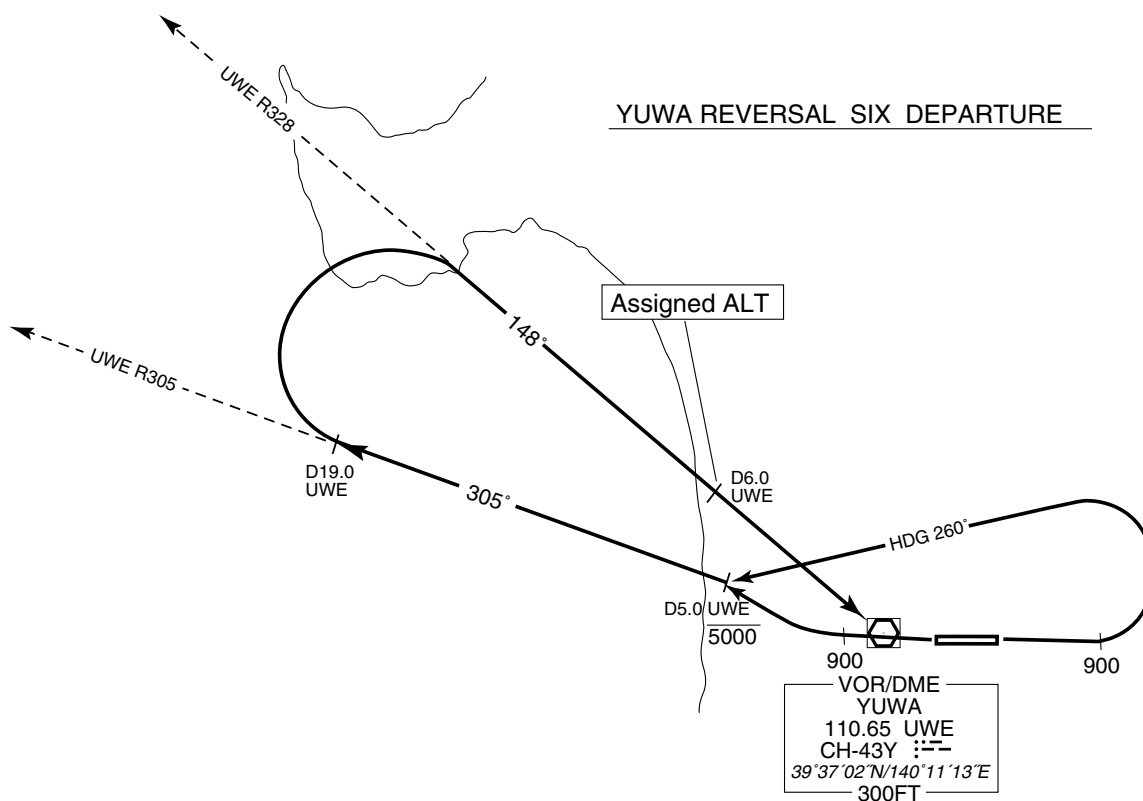 YUWA REVERSAL SIX DEPARTURE
UWE R328
Assigned ALT
148°
UWE R305
D19.0
UWE
305°
D6.0
UWE
HDG 260°
D5.0 UWE
5000
900
900
VOR/DME
YUWA
110.65 UWE
CH-43Y
39°37´02˝N/140°11´13˝E
300FT